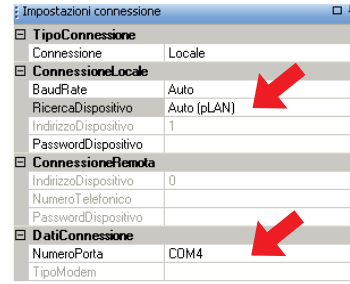 Impostazioni connessione
TipoConnessione
Connessione Locale
ConnessioneLocale
BaudRate Auto
RicercaDispositivo Auto (pLAN)
IndirizzoDispositivo 1
PasswordDispositivo
ConnessioneRemota
IndirizzoDispositivo 0
NumeroTelefonico
PasswordDispositivo
DatiConnessione
NumeroPorta COM4
TipoModem